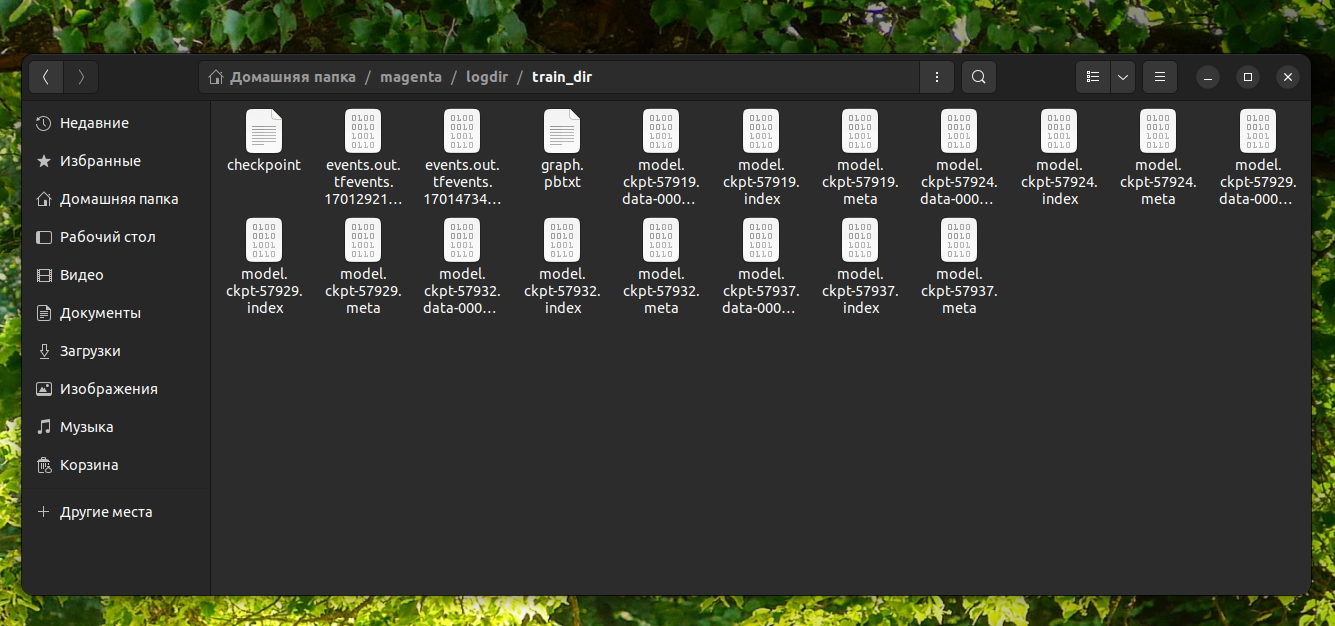 Домашняя папка / magenta / logdir / train_dir
Недавние
Избранные
Домашняя папка
Рабочий стол
Видео
Документы
Загрузки
Изображения
Музыка
Корзина
Другие места
checkpoint
events.out.
tfevents.
17012921...
events.out.
tfevents.
17014734...
graph.
pbtxt
model.
ckpt-57919.
data-000...
model.
ckpt-57919.
index
model.
ckpt-57919.
meta
model.
ckpt-57924.
data-000...
model.
ckpt-57924.
index
model.
ckpt-57924.
meta
model.
ckpt-57929.
data-000...
model.
ckpt-57929.
index
model.
ckpt-57929.
meta
model.
ckpt-57932.
data-000...
model.
ckpt-57932.
index
model.
ckpt-57932.
meta
model.
ckpt-57937.
data-000...
model.
ckpt-57937.
index
model.
ckpt-57937.
meta